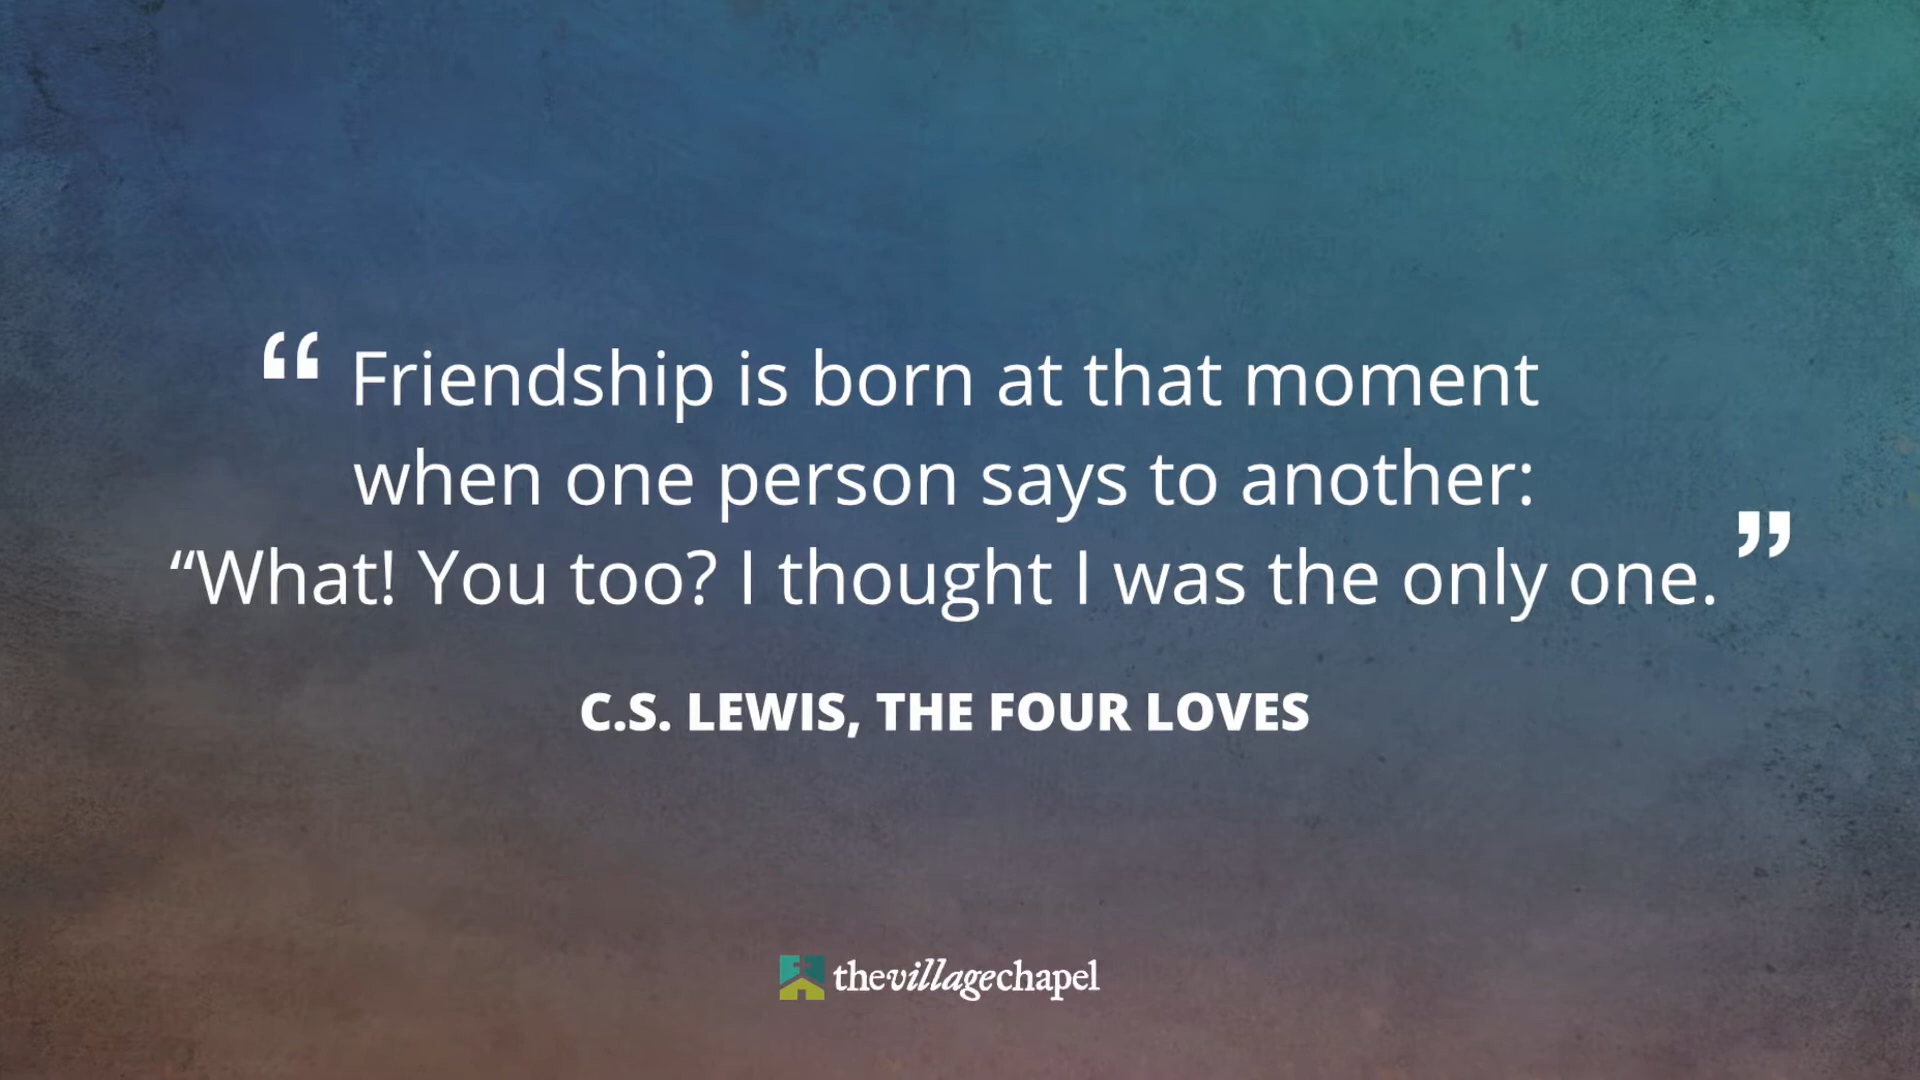 “ Friendship is born at that moment
when one person says to another:
“What! You too? I thought I was the only one. ”
C.S. LEWIS, THE FOUR LOVES
thevillagechapel